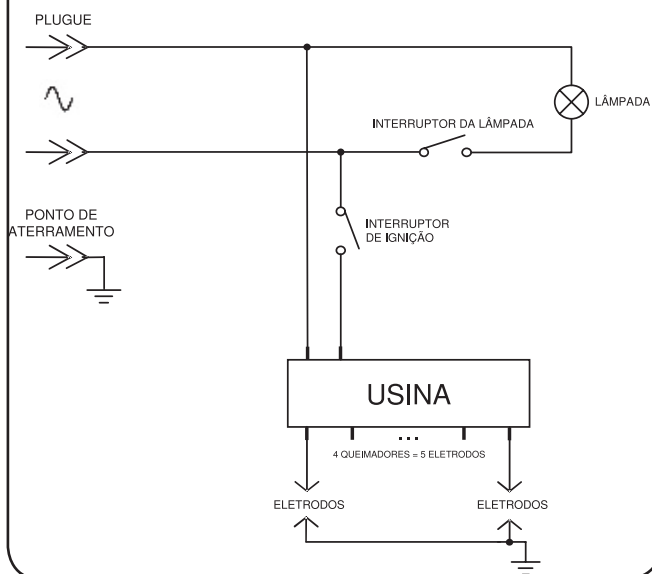 PLUGUE
LÂMPADA
INTERRUPTOR DA LÂMPADA
PONTO DE
ATERRAMENTO
INTERRUPTOR
DE IGNIÇÃO
USINA
...
4 QUEIMADORES = 5 ELETRODOS
ELETRODOS
ELETRODOS